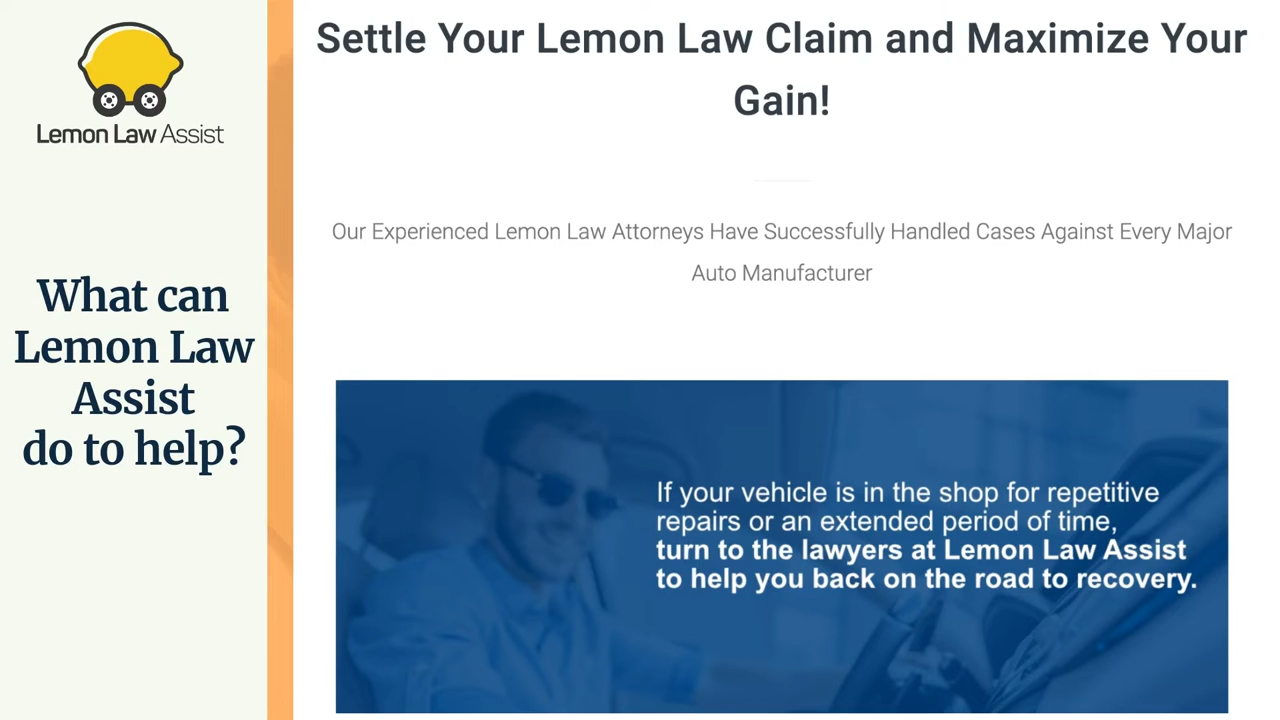 Lemon Law Assist
What can
Lemon Law
Assist
do to help?
Settle Your Lemon Law Claim and Maximize Your
Gain!
Our Experienced Lemon Law Attorneys Have Successfully Handled Cases Against Every Major
Auto Manufacturer
If your vehicle is in the shop for repetitive
repairs or an extended period of time,
turn to the lawyers at Lemon Law Assist
to help you back on the road to recovery.